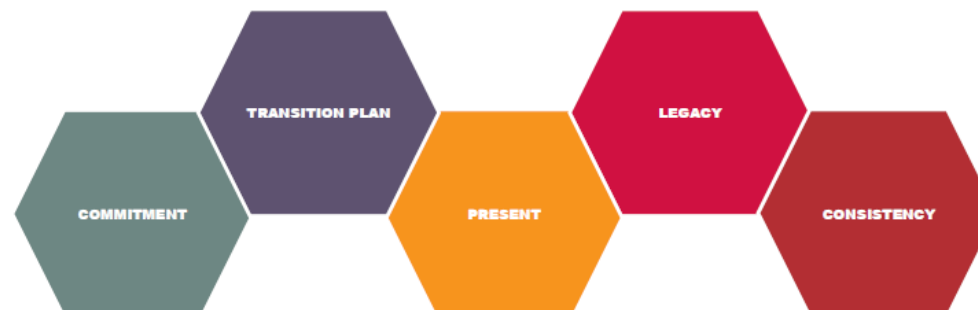 COMMITMENT
TRANSITION PLAN
PRESENT
LEGACY
CONSISTENCY